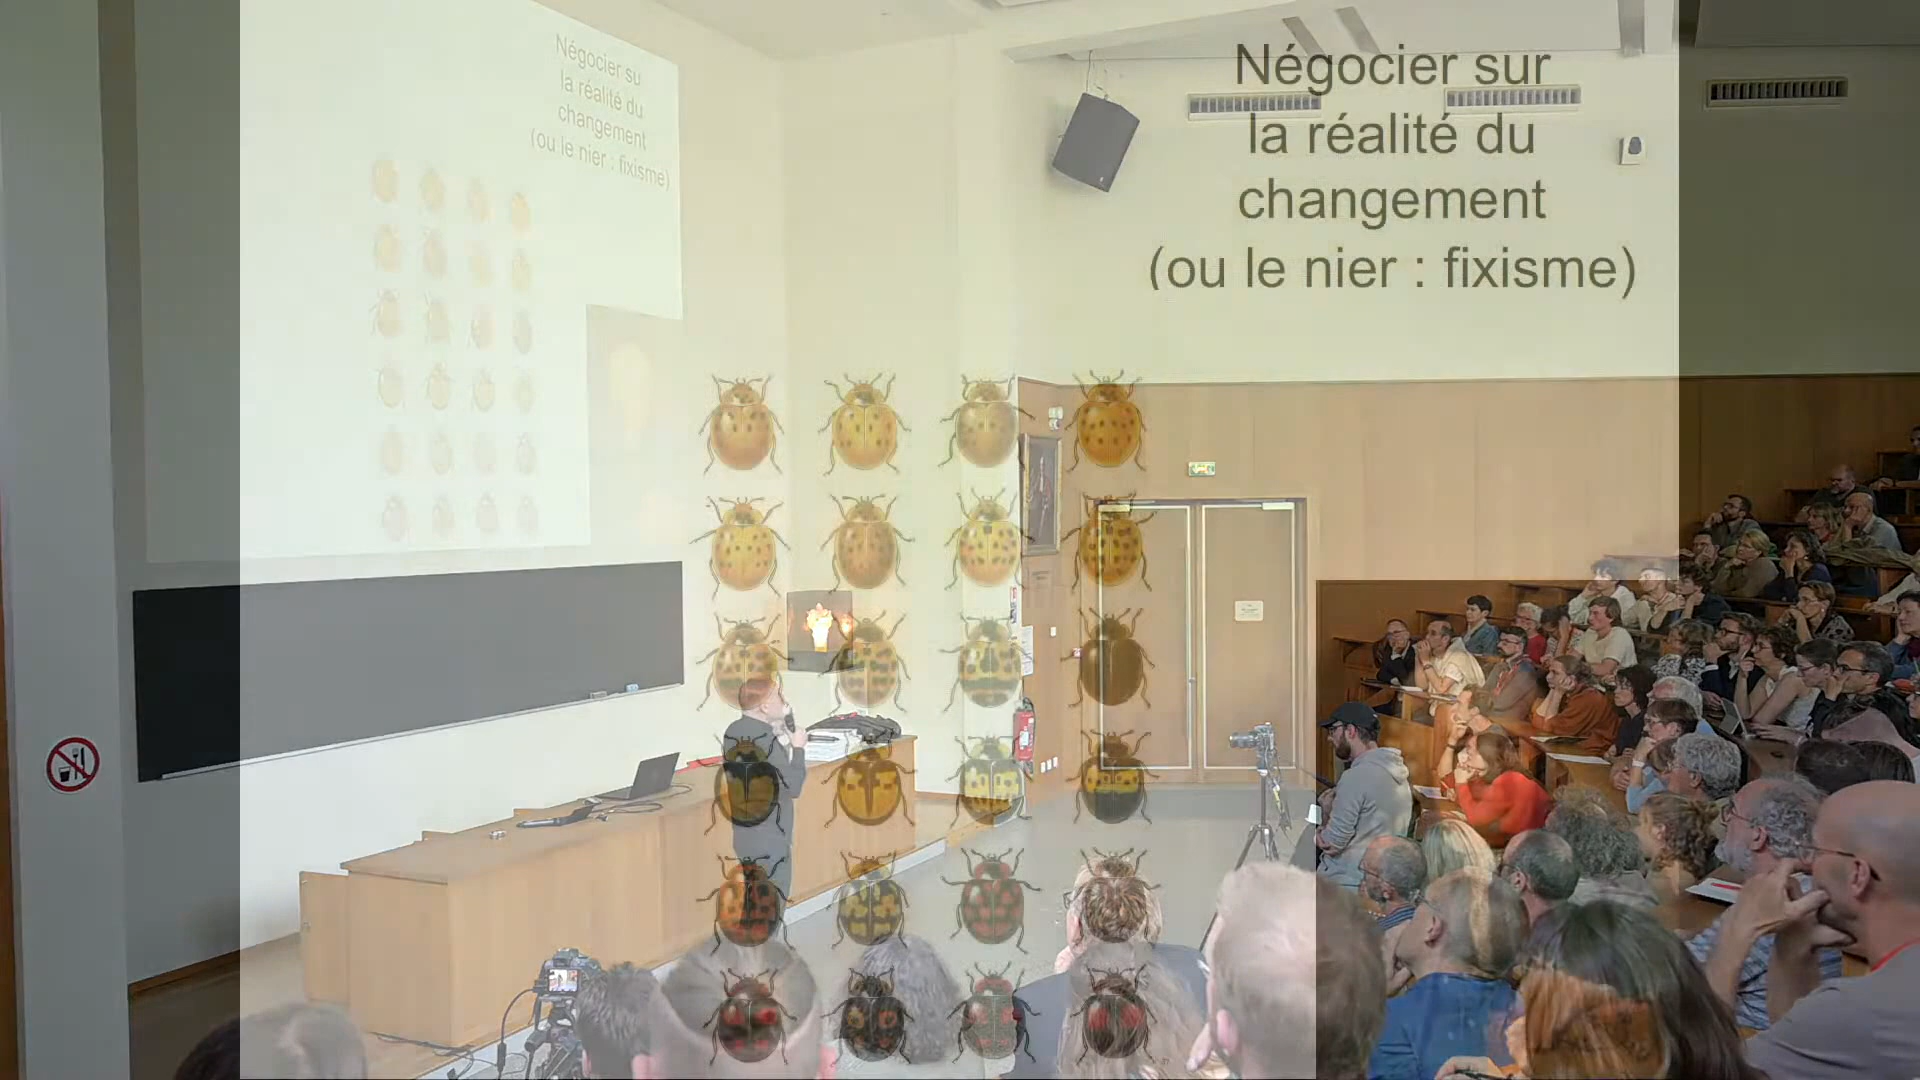 Négocier su
la réalité du
changement
(ou le nier : fixisme)
Négocier sur
la réalité du
changement
(ou le nier : fixisme)